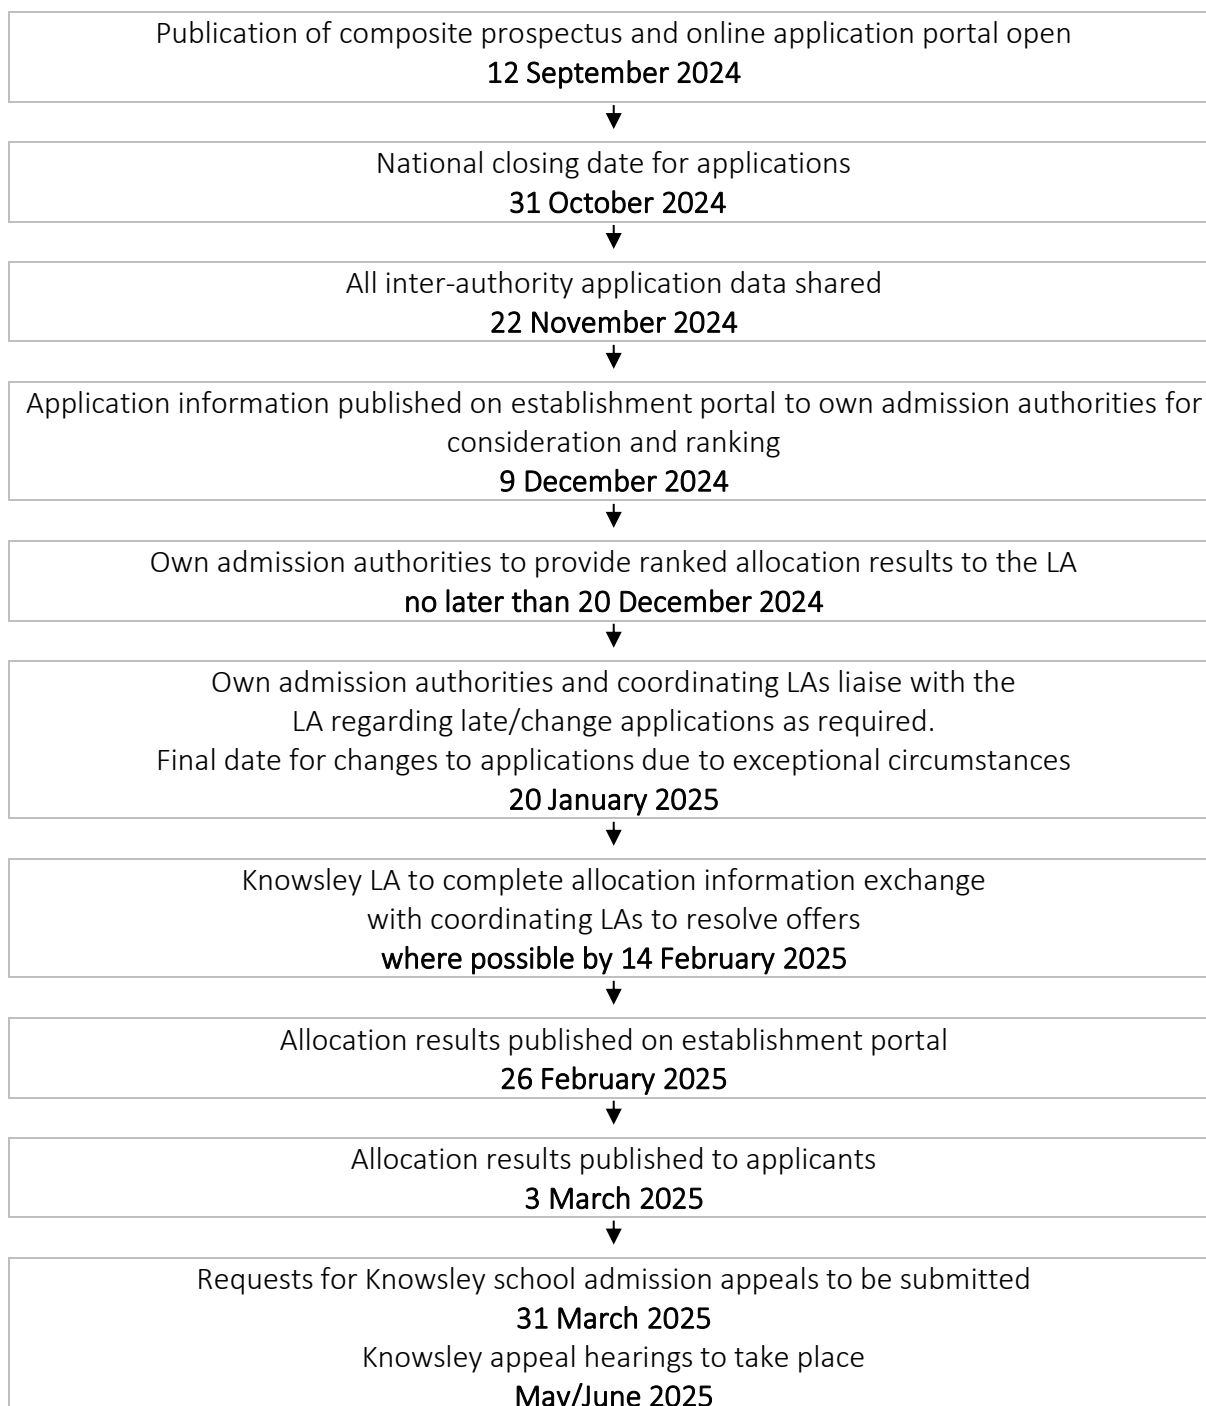 Publication of composite prospectus and online application portal open
12 September 2024
National closing date for applications
31 October 2024
All inter-authority application data shared
22 November 2024
Application information published on establishment portal to own admission authorities for
consideration and ranking
9 December 2024
Own admission authorities to provide ranked allocation results to the LA
no later than 20 December 2024
Own admission authorities and coordinating LAs liaise with the
LA regarding late/change applications as required.
Final date for changes to applications due to exceptional circumstances
20 January 2025
Knowsley LA to complete allocation information exchange
with coordinating LAs to resolve offers
where possible by 14 February 2025
Allocation results published on establishment portal
26 February 2025
Allocation results published to applicants
3 March 2025
Requests for Knowsley school admission appeals to be submitted
31 March 2025
Knowsley appeal hearings to take place
May/June 2025